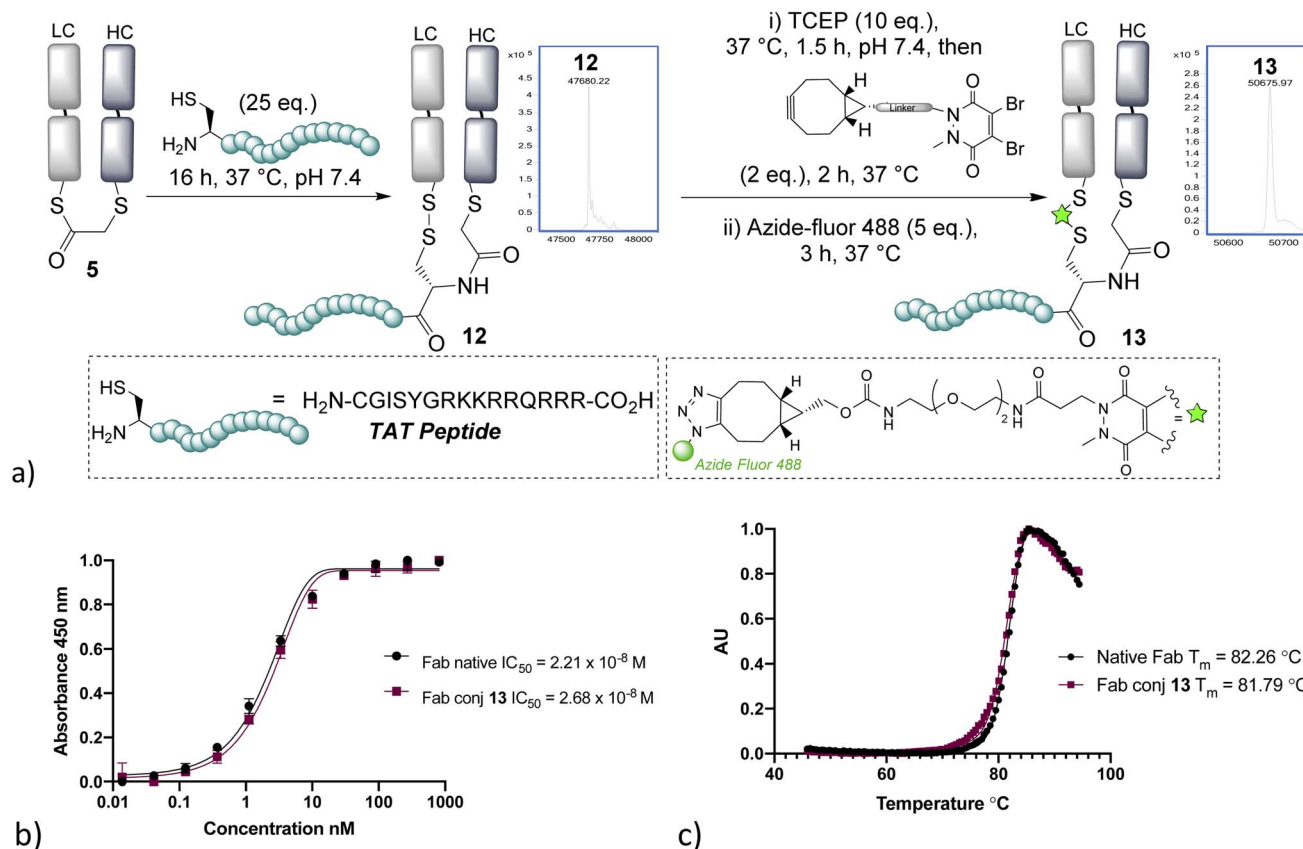 LC HC
HS
(25 eq.)
H₂N
16 h, 37 °C, pH 7.4
S S
O
5
LC HC
×10⁵
12
47680.22
4.5
4
3.5
3
2.5
2
1.5
1
0.5
0
47500 47750 48000
S S
S O
NH
O
12
i) TCEP (10 eq.),
37 °C, 1.5 h, pH 7.4, then
H
H
Linker
O
Br
N
N
Br
O
(2 eq.), 2 h, 37 °C
ii) Azide-fluor 488 (5 eq.),
3 h, 37 °C
LC HC
×10⁵
13
50675.97
2.8
2.6
2.4
2.2
2
1.8
1.6
1.4
1.2
1
0.8
0.6
0.4
0.2
0
50600 50700
S S
S O
NH
O
13
HS
H₂N
= H₂N-CGISYGRKKRRQRRR-CO₂H
TAT Peptide
N
N
N
H
H
O
O
N
H
O
2
N
H
O
O
N
N
O
=
Azide Fluor 488
a)
Absorbance 450 nm
1.0
0.8
0.6
0.4
0.2
0.0
0.01 0.1 1 10 100 1000
Concentration nM
Fab native IC₅₀ = 2.21 x 10⁻⁸ M
Fab conj 13 IC₅₀ = 2.68 x 10⁻⁸ M
b)
AU
1.0
0.8
0.6
0.4
0.2
0.0
40 60 80 100
Temperature °C
Native Fab Tₘ = 82.26 °C
Fab conj 13 Tₘ = 81.79 °C
c)